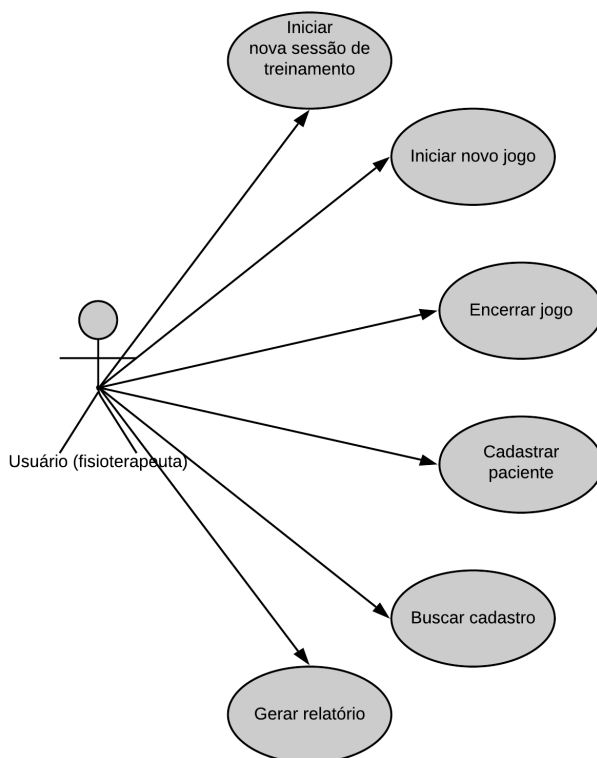 Iniciar
nova sessão de
treinamento
Iniciar novo jogo
Encerrar jogo
Usuário (fisioterapeuta)
Cadastrar
paciente
Buscar cadastro
Gerar relatório